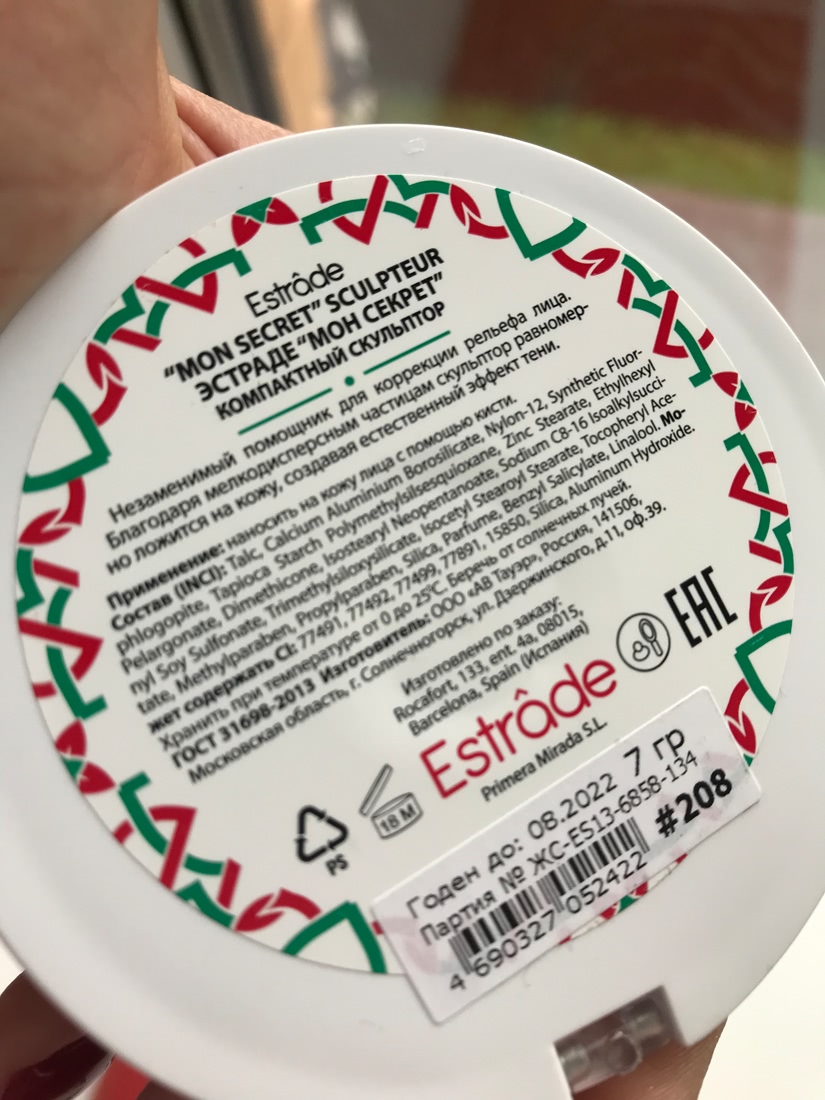 Estrâde
"MON SECRET" SCULPTEUR
ЭСТРАДЕ "МОН СЕКРЕТ"
КОМПАКТНЫЙ СКУЛЬПТОР
Незаменимый помощник для коррекции рельефа лица.
Благодаря мелкодисперсным частицам скульптор равномер-
но ложится на кожу, создавая естественный эффект тени.
Применение: наносить на кожу лица с помощью кисти.
Состав (INCI): Talc, Calcium Aluminium Borosilicate, Nylon-12, Synthetic Fluor-
phlogopite, Tapioca Starch Polymethylsilsesquioxane, Zinc Stearate, Ethylhexyl
Pelargonate, Dimethicone, Isostearyl Neopentanoate, Sodium C8-16 Isoalkylsucci-
nyl Soy Sulfonate, Trimethylsiloxysilicate, Isocetyl Stearoyl Stearate, Tocopheryl Ace-
tate, Methylparaben, Propylparaben, Silica, Parfume, Benzyl Salicylate, Linalool. Мо-
жет содержать CI: 77491, 77492, 77499, 77891, 15850, Silica, Aluminum Hydroxide.
Хранить при температуре от 0 до 25°C. Беречь от солнечных лучей.
ГОСТ 31698-2013 Изготовитель: ООО «АВ Тауэр», Россия, 141506,
Московская область, г. Солнечногорск, ул. Дзержинского, д.11, оф.39.
Изготовлено по заказу:
Rocafort, 133, ent. 4a, 08015,
Barcelona, Spain (Испания)
EAC
Estrâde
Primera Mirada S.L.
PS
18 M
Годен до: 08.2022 7 гр
Партия № ЖС-ES13-6858-134
#208
4 690327 052422